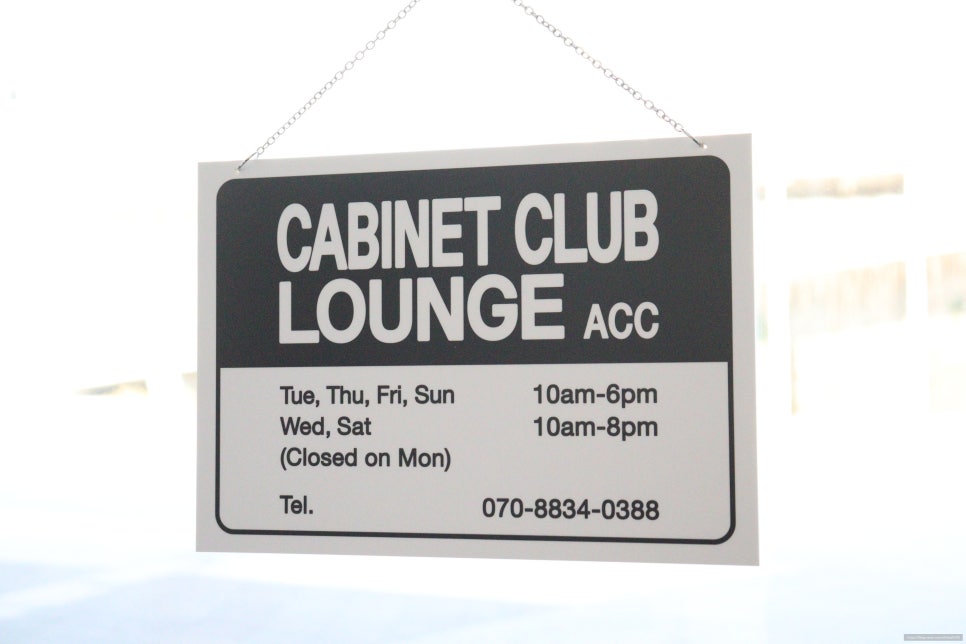 CABINET CLUB
LOUNGE ACC
Tue, Thu, Fri, Sun 10am-6pm
Wed, Sat 10am-8pm
(Closed on Mon)
Tel. 070-8834-0388